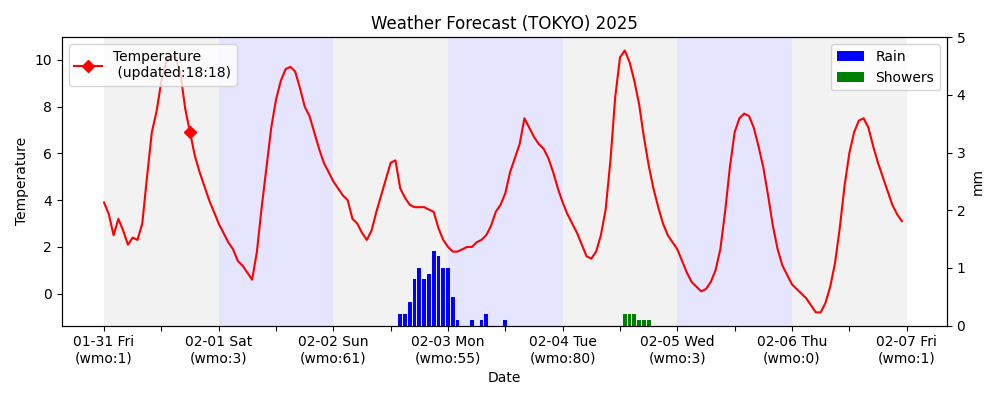 Weather Forecast (TOKYO) 2025
Temperature
(updated:18:18)
Rain
Showers
10
8
6
4
2
0
Temperature
5
4
3
2
1
0
mm
01-31 Fri
(wmo:1)
02-01 Sat
(wmo:3)
02-02 Sun
(wmo:61)
02-03 Mon
(wmo:55)
02-04 Tue
(wmo:80)
02-05 Wed
(wmo:3)
02-06 Thu
(wmo:0)
02-07 Fri
(wmo:1)
Date